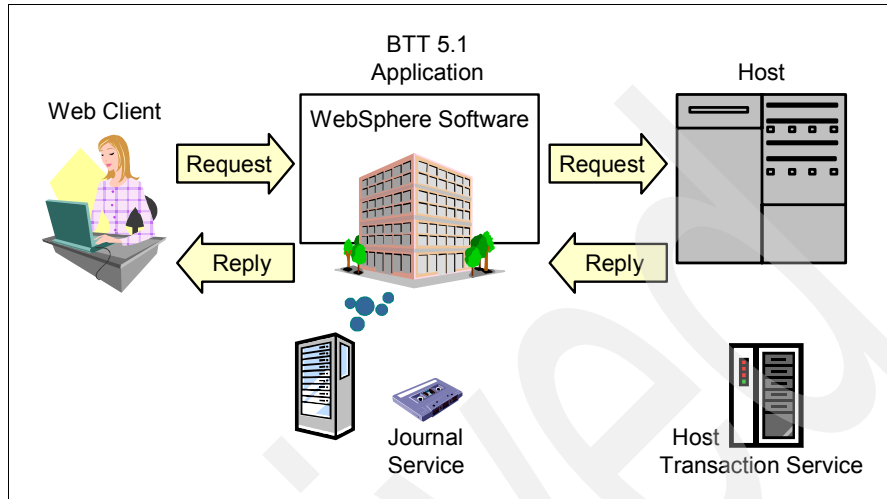 BTT 5.1
Application
Host
Web Client
WebSphere Software
Request
Request
Reply
Reply
Journal
Service
Host
Transaction Service